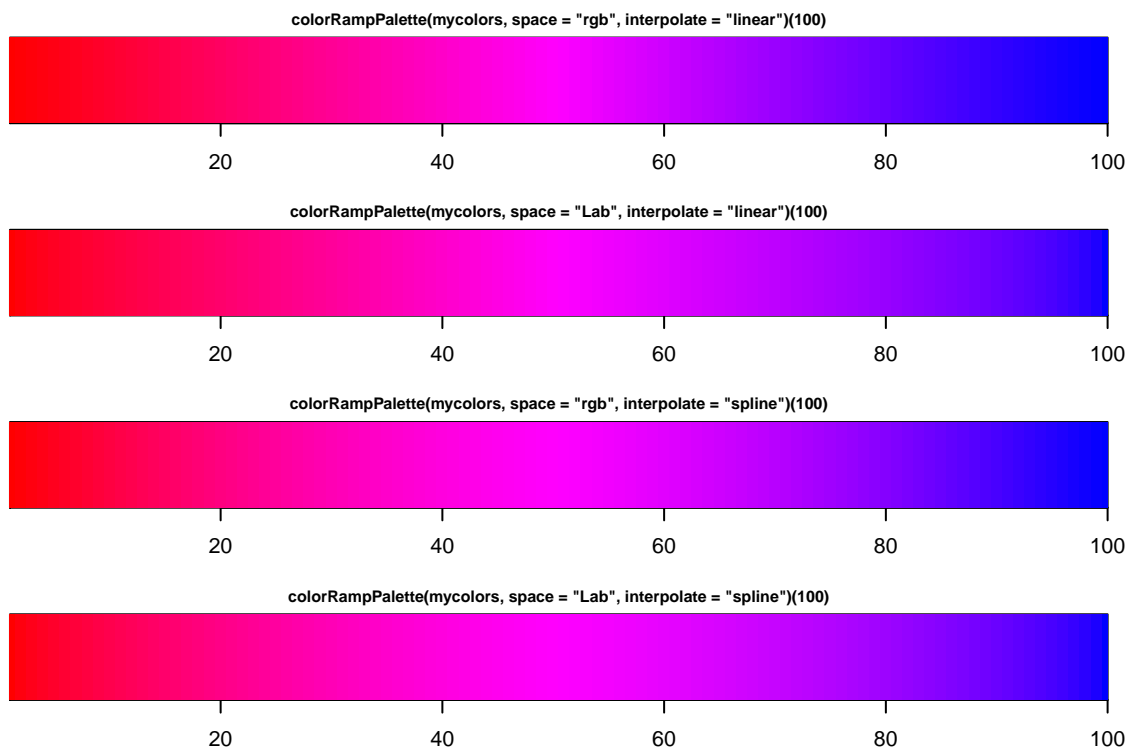 colorRampPalette(mycolors, space = "rgb", interpolate = "linear")(100)
20 40 60 80 100
colorRampPalette(mycolors, space = "Lab", interpolate = "linear")(100)
20 40 60 80 100
colorRampPalette(mycolors, space = "rgb", interpolate = "spline")(100)
20 40 60 80 100
colorRampPalette(mycolors, space = "Lab", interpolate = "spline")(100)
20 40 60 80 100